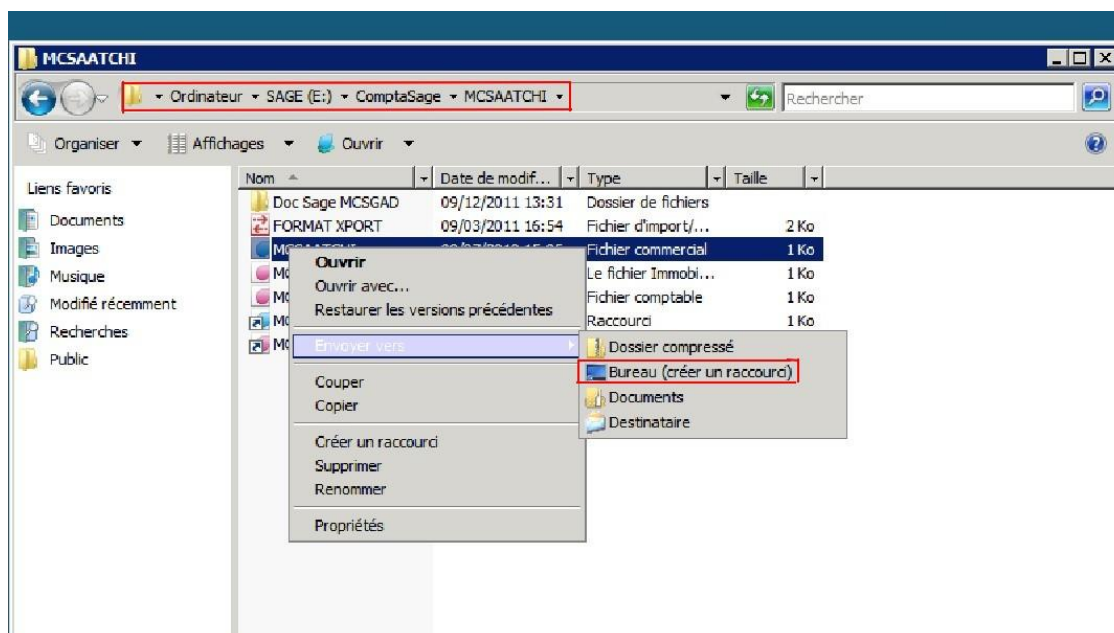 MCSAATCHI
Ordinateur SAGE (E:) ComptaSage MCSAATCHI
Rechercher
Organiser Affichages Ouvrir
Liens favoris
Documents
Images
Musique
Modifié récemment
Recherches
Public
Nom Date de modif... Type Taille
Doc Sage MCSGAD 09/12/2011 13:31 Dossier de fichiers
FORMAT XPORT 09/03/2011 16:54 Fichier d'import/... 2 Ko
Fichier commercial 1 Ko
Le fichier Immobi... 1 Ko
Fichier comptable 1 Ko
Raccourci 1 Ko
Ouvrir
Ouvrir avec...
Restaurer les versions précédentes
Envoyer vers
Couper
Copier
Créer un raccourci
Supprimer
Renommer
Propriétés
Dossier compressé
Bureau (créer un raccourci)
Documents
Destinataire